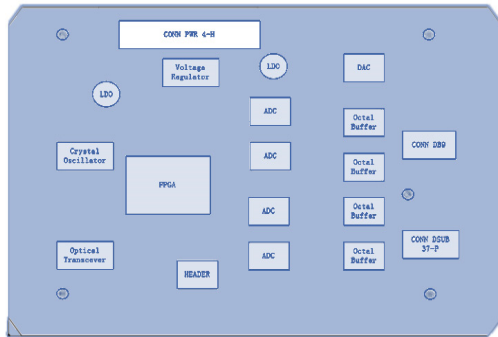 CONN PWR 4-H
Voltage
Regulator
LDO
DAC
LDO
ADC
Octal
Buffer
CONN DB9
Crystal
Oscillator
ADC
Octal
Buffer
FPGA
ADC
Octal
Buffer
CONN DSUB
37-P
Optical
Transcever
ADC
Octal
Buffer
HEADER